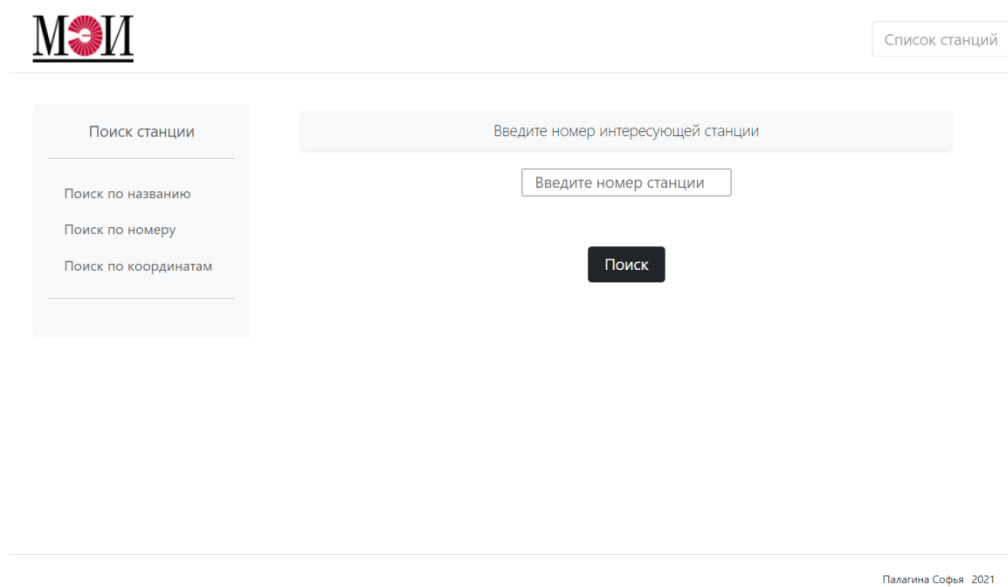 МЭИ
Список станций
Поиск станции
Поиск по названию
Поиск по номеру
Поиск по координатам
Введите номер интересующей станции
Введите номер станции
Поиск
Палагина Софья 2021